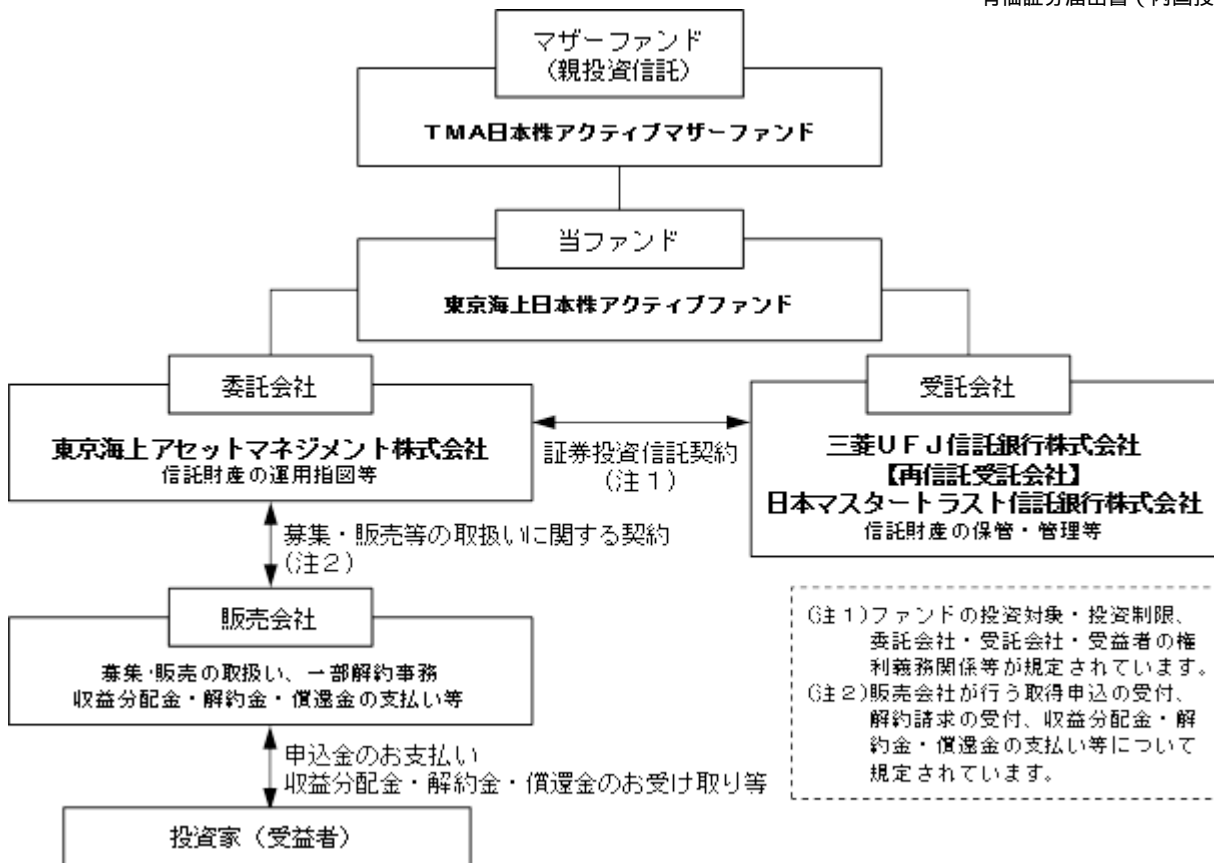 マザーファンド
（親投資信託）
ＴＭＡ日本株アクティブマザーファンド
当ファンド
東京海上日本株アクティブファンド
委託会社
東京海上アセットマネジメント株式会社
信託財産の運用指図等
証券投資信託契約
（注１）
受託会社
三菱ＵＦＪ信託銀行株式会社
【再信託受託会社】
日本マスタートラスト信託銀行株式会社
信託財産の保管・管理等
募集・販売等の取扱いに関する契約
（注２）
販売会社
募集・販売の取扱い、一部解約事務
収益分配金・解約金・償還金の支払い等
申込金のお支払い
収益分配金・解約金・償還金のお受け取り等
投資家（受益者）
（注１）ファンドの投資対象・投資制限、
委託会社・受託会社・受益者の権
利義務関係等が規定されています。
（注２）販売会社が行う取得申込の受付、
解約請求の受付、収益分配金・解
約金・償還金の支払い等について
規定されています。